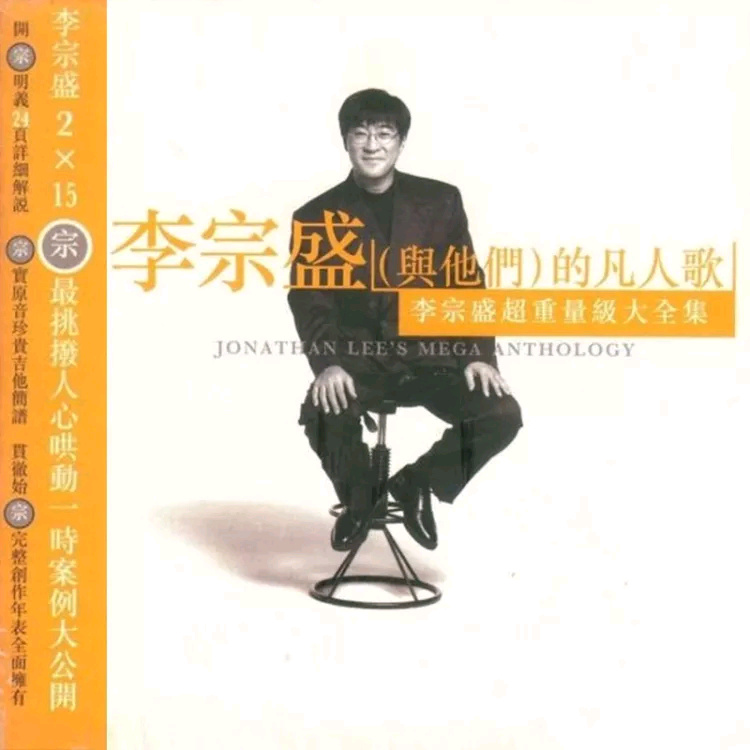 李宗盛2×15宗最挑撥人心哄動一時案例大公開
開宗明義24頁詳細解說 宗實原音珍貴吉他簡譜 貫徹始宗完整創作年表全面擁有
李宗盛(與他們)的凡人歌
李宗盛超重量級大全集
JONATHAN LEE'S MEGA ANTHOLOGY